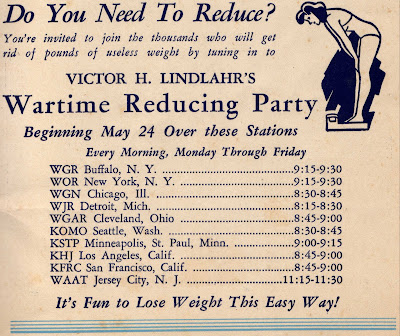 Do You Need To Reduce?
You're invited to join the thousands who will get
rid of pounds of useless weight by tuning in to
VICTOR H. LINDLAHR'S
Wartime Reducing Party
Beginning May 24 Over these Stations
Every Morning, Monday Through Friday
WGR Buffalo, N. Y. ..............................9:15-9:30
WOR New York, N. Y. ..............................9:15-9:30
WGN Chicago, Ill. ..............................8:30-8:45
WJR Detroit, Mich. ..............................8:15-8:30
WGAR Cleveland, Ohio ..............................8:45-9:00
KOMO Seattle, Wash. ..............................8:30-8:45
KSTP Minneapolis, St. Paul, Minn. ..................9:00-9:15
KHJ Los Angeles, Calif. ..............................8:45-9:00
KFRC San Francisco, Calif. ..........................8:45-9:00
WAAT Jersey City, N. J. ..........................11:15-11:30
It's Fun to Lose Weight This Easy Way!